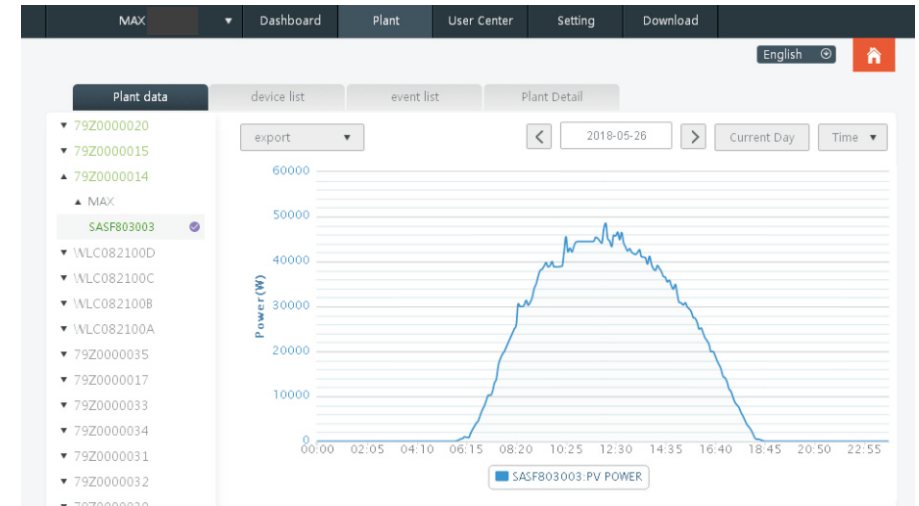 MAX Dashboard Plant User Center Setting Download
English
Plant data device list event list Plant Detail
79Z0000020
79Z0000015
79Z0000014
MAX
SASF803003
\WLC082100D
\WLC082100C
\WLC082100B
\WLC082100A
79Z0000035
79Z0000017
79Z0000033
79Z0000034
79Z0000031
79Z0000032
export 2018-05-26 Current Day Time
Power(W)
60000
50000
40000
30000
20000
10000
0
00:00 02:05 04:10 06:15 08:20 10:25 12:30 14:35 16:40 18:45 20:50 22:55
SASF803003:PV POWER